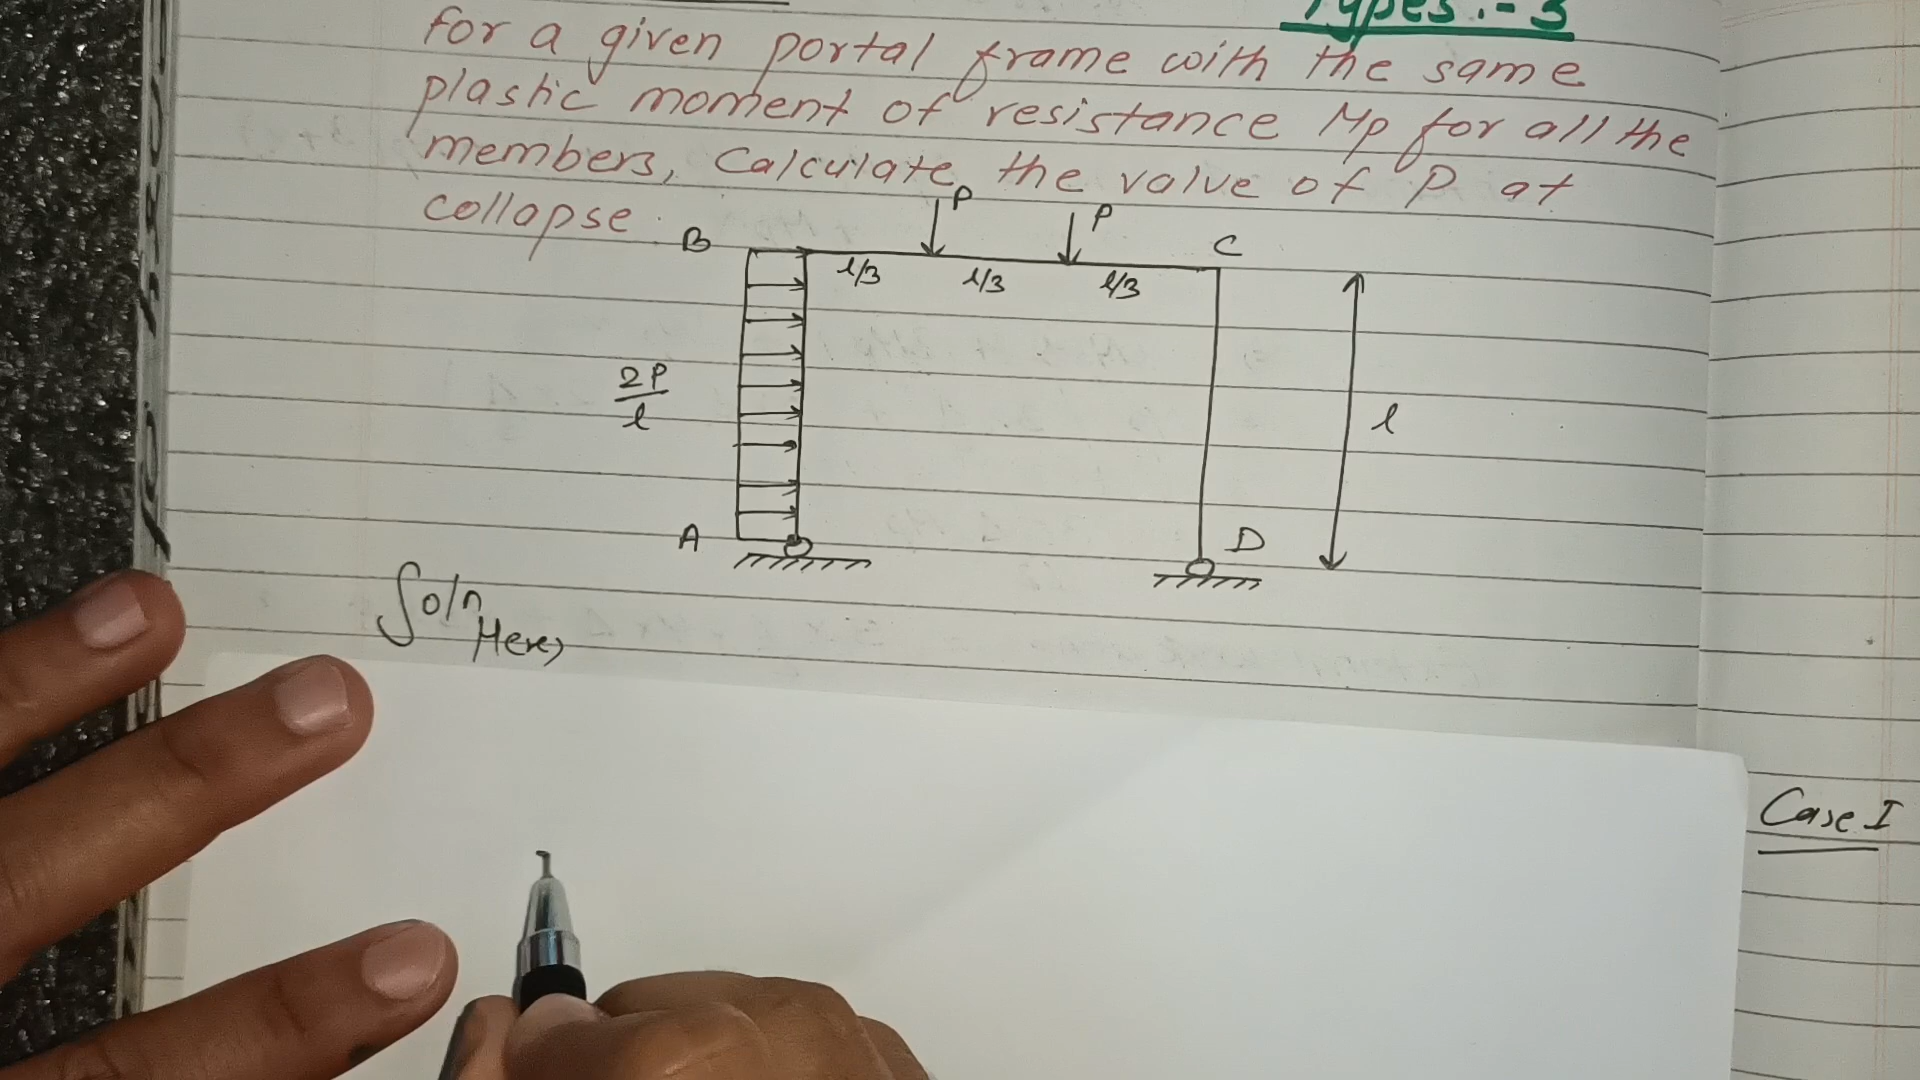 Types:- 3
for a given portal frame with the same
plastic moment of resistance Mp for all the
members, Calculate the value of P at
collapse.
P
P
B
C
l/3
l/3
l/3
2P
l
l
A
D
Soln
Here,
Case I